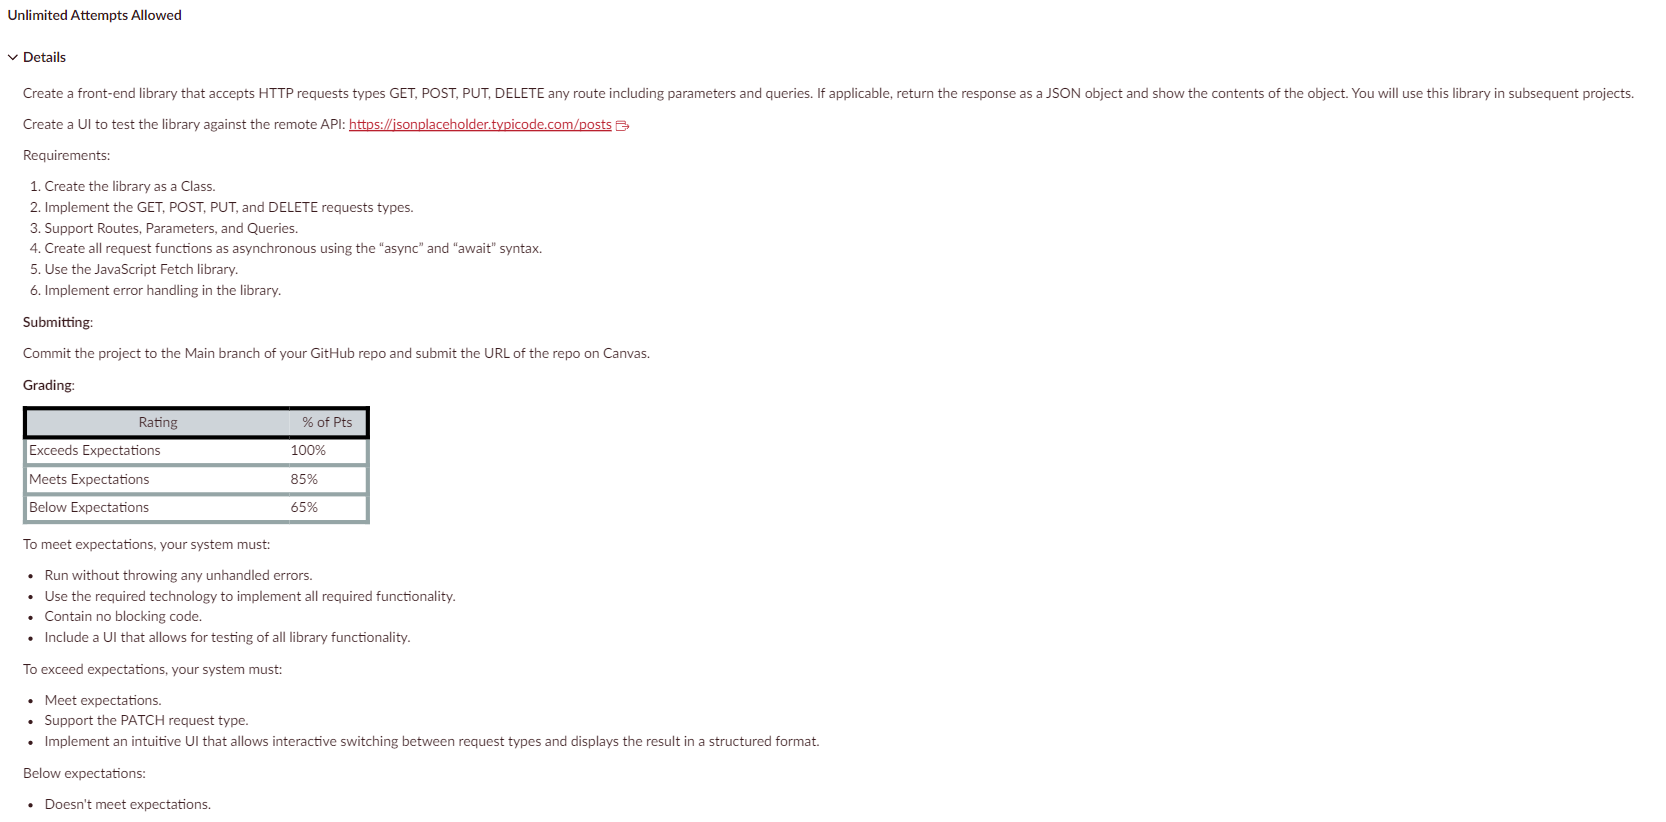 Unlimited Attempts Allowed
Details
Create a front-end library that accepts HTTP requests types GET, POST, PUT, DELETE any route including parameters and queries. If applicable, return the response as a JSON object and show the contents of the object. You will use this library in subsequent projects.
Create a UI to test the library against the remote API: https://jsonplaceholder.typicode.com/posts
Requirements:
1. Create the library as a Class.
2. Implement the GET, POST, PUT, and DELETE requests types.
3. Support Routes, Parameters, and Queries.
4. Create all request functions as asynchronous using the “async” and “await” syntax.
5. Use the JavaScript Fetch library.
6. Implement error handling in the library.
Submitting:
Commit the project to the Main branch of your GitHub repo and submit the URL of the repo on Canvas.
Grading:
Rating % of Pts
Exceeds Expectations 100%
Meets Expectations 85%
Below Expectations 65%
To meet expectations, your system must:
• Run without throwing any unhandled errors.
• Use the required technology to implement all required functionality.
• Contain no blocking code.
• Include a UI that allows for testing of all library functionality.
To exceed expectations, your system must:
• Meet expectations.
• Support the PATCH request type.
• Implement an intuitive UI that allows interactive switching between request types and displays the result in a structured format.
Below expectations:
• Doesn't meet expectations.